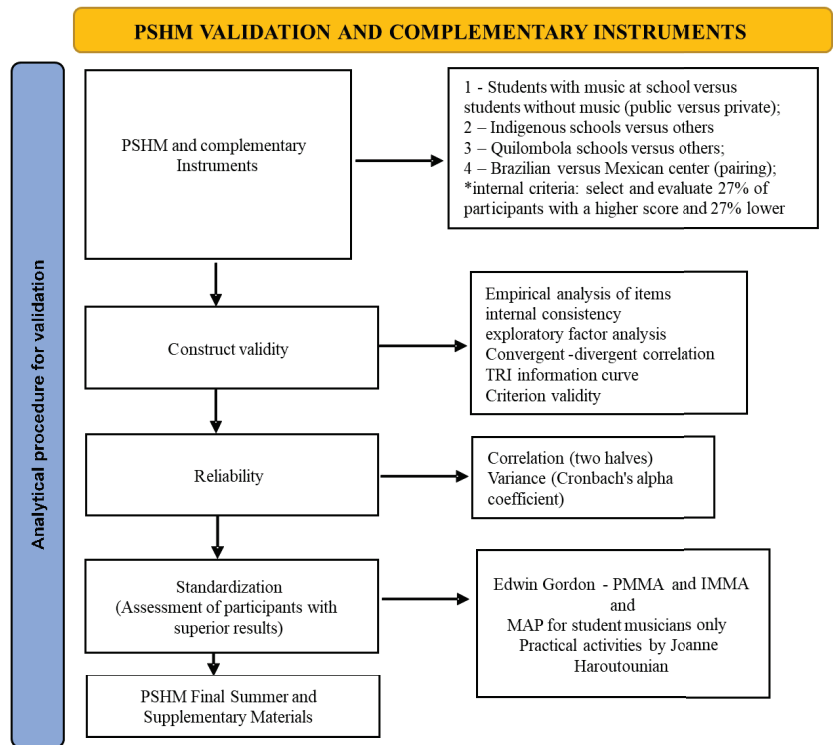 PSHM VALIDATION AND COMPLEMENTARY INSTRUMENTS
Analytical procedure for validation
PSHM and complementary
Instruments
1 - Students with music at school versus
students without music (public versus private);
2 – Indigenous schools versus others
3 – Quilombola schools versus others;
4 – Brazilian versus Mexican center (pairing);
*internal criteria: select and evaluate 27% of
participants with a higher score and 27% lower
Construct validity
Empirical analysis of items
internal consistency
exploratory factor analysis
Convergent -divergent correlation
TRI information curve
Criterion validity
Reliability
Correlation (two halves)
Variance (Cronbach's alpha
coefficient)
Standardization
(Assessment of participants with
superior results)
Edwin Gordon - PMMA and IMMA
and
MAP for student musicians only
Practical activities by Joanne
Haroutounian
PSHM Final Summer and
Supplementary Materials